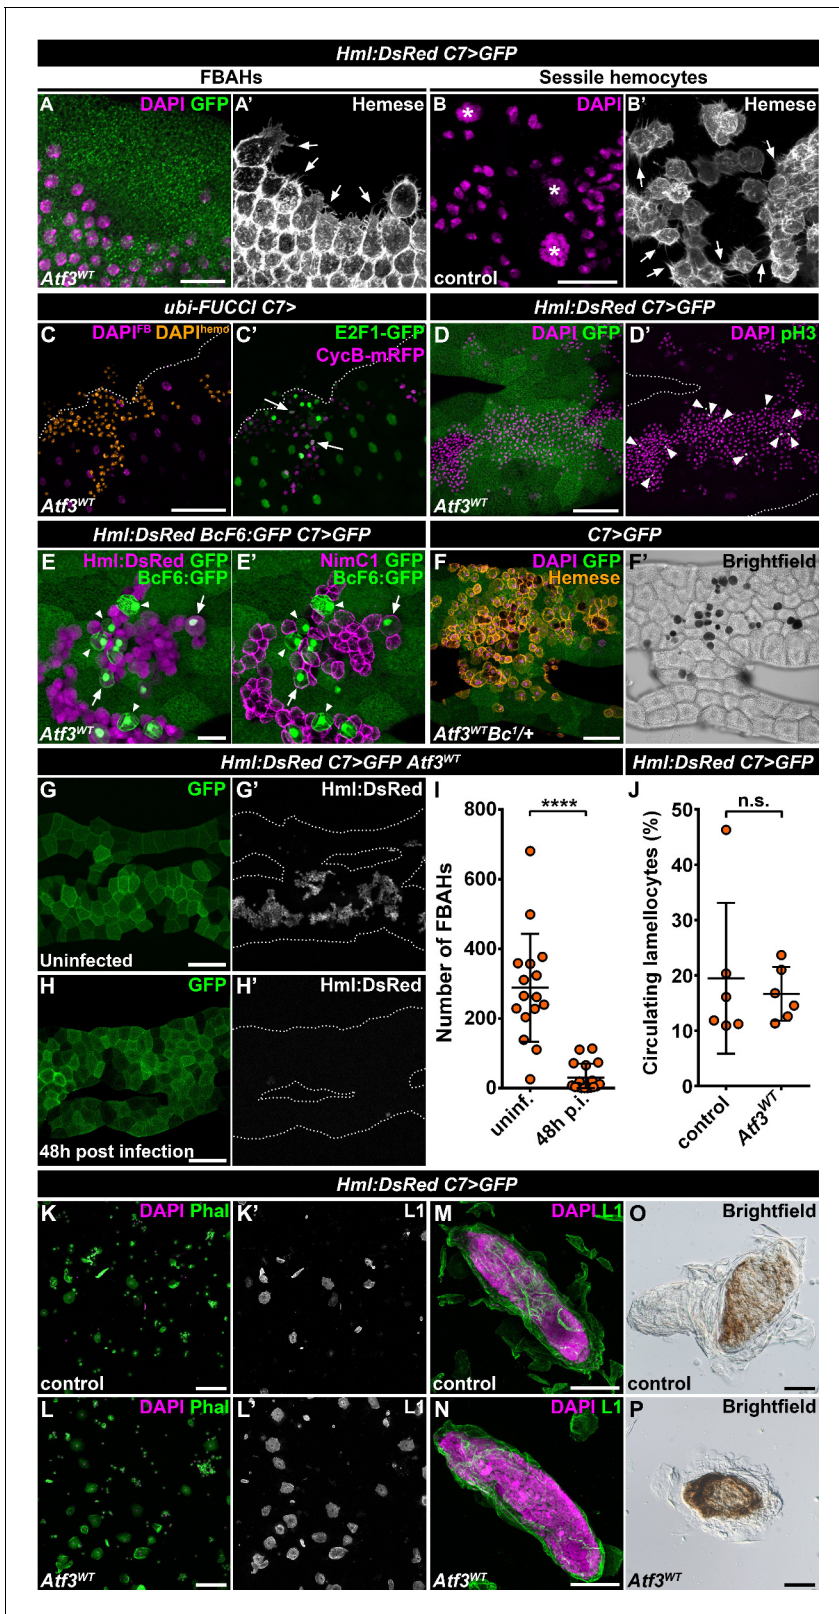 Hml:DsRed C7>GFP
FBAHs
Sessile hemocytes
A DAPI GFP
A' Hemese
B DAPI
B' Hemese
*
*
*
Atf3WT
control
ubi-FUCCI C7>
Hml:DsRed C7>GFP
C DAPIFB DAPIhemo
C' E2F1-GFP
CycB-mRFP
D DAPI GFP
D' DAPI pH3
Atf3WT
Atf3WT
Hml:DsRed BcF6:GFP C7>GFP
C7>GFP
E Hml:DsRed GFP
BcF6:GFP
E' NimC1 GFP
BcF6:GFP
F DAPI GFP
Hemese
F' Brightfield
Atf3WT
Atf3WT Bc1/+
Hml:DsRed C7>GFP Atf3WT
Hml:DsRed C7>GFP
G GFP
G' Hml:DsRed
Uninfected
H GFP
H' Hml:DsRed
48h post infection
I
Number of FBAHs
800
600
400
200
0
****
uninf.
48h p.i.
J
Circulating lamellocytes (%)
50
40
30
20
10
0
n.s.
control
Atf3WT
Hml:DsRed C7>GFP
K DAPI Phal
K' L1
M DAPI L1
O Brightfield
control
control
control
L DAPI Phal
L' L1
N DAPI L1
P Brightfield
Atf3WT
Atf3WT
Atf3WT